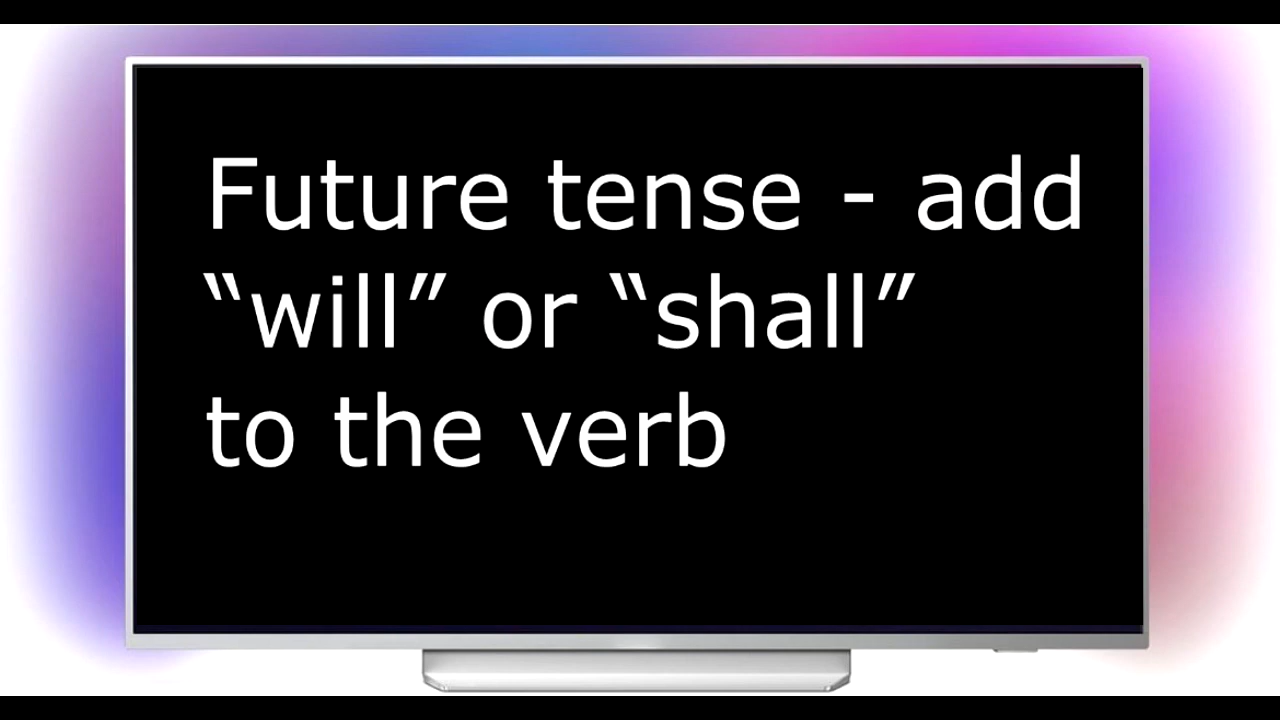 Future tense - add
“will” or “shall”
to the verb